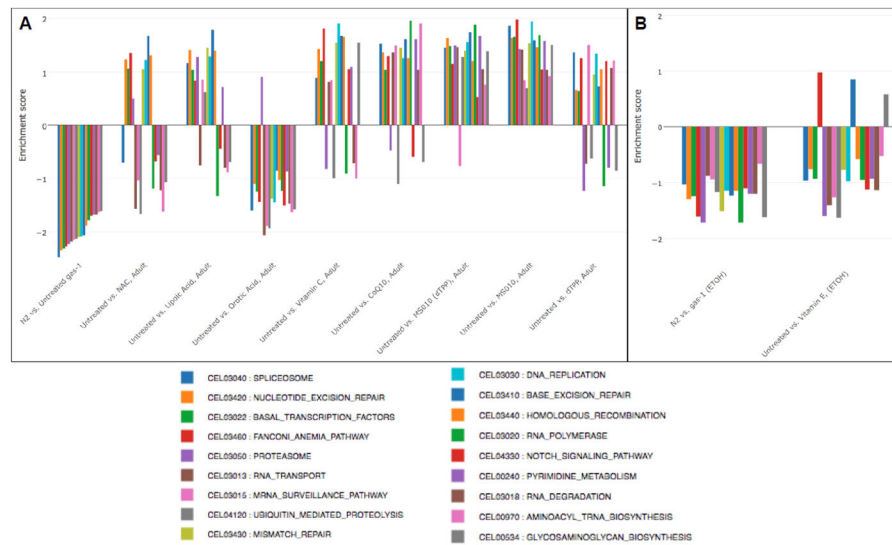 A
B
2
1
0
−1
−2
Enrichment score
N2 vs. Untreated gas-1
Untreated vs. NAC, Adult
Untreated vs. Lipoic Acid, Adult
Untreated vs. Orotic Acid, Adult
Untreated vs. Vitamin C, Adult
Untreated vs. CoQ10, Adult
Untreated vs. MS010 (dTPP), Adult
Untreated vs. MS010, Adult
Untreated vs. dTPP, Adult
2
1
0
−1
−2
Enrichment score
N2 vs. gas-1 (ETOH)
Untreated vs. Vitamin E, (ETOH)
CEL03040 : SPLICEOSOME
CEL03420 : NUCLEOTIDE_EXCISION_REPAIR
CEL03022 : BASAL_TRANSCRIPTION_FACTORS
CEL03460 : FANCONI_ANEMIA_PATHWAY
CEL03050 : PROTEASOME
CEL03013 : RNA_TRANSPORT
CEL03015 : MRNA_SURVEILLANCE_PATHWAY
CEL04120 : UBIQUITIN_MEDIATED_PROTEOLYSIS
CEL03430 : MISMATCH_REPAIR
CEL03030 : DNA_REPLICATION
CEL03410 : BASE_EXCISION_REPAIR
CEL03440 : HOMOLOGOUS_RECOMBINATION
CEL03020 : RNA_POLYMERASE
CEL04330 : NOTCH_SIGNALING_PATHWAY
CEL00240 : PYRIMIDINE_METABOLISM
CEL03018 : RNA_DEGRADATION
CEL00970 : AMINOACYL_TRNA_BIOSYNTHESIS
CEL00534 : GLYCOSAMINOGLYCAN_BIOSYNTHESIS